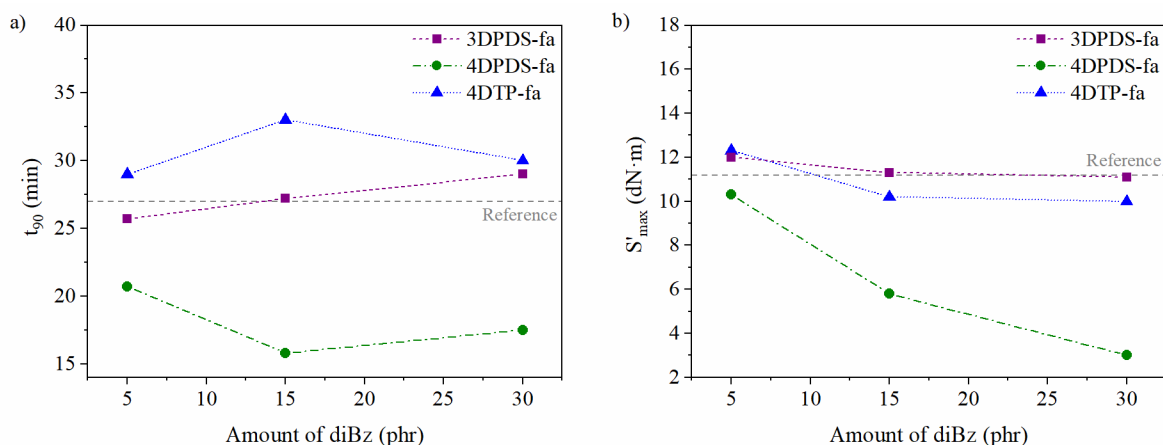 a)
40
35
30
25
20
15
t90 (min)
3DPDS-fa
4DPDS-fa
4DTP-fa
Reference
5 10 15 20 25 30
Amount of diBz (phr)
b)
18
16
14
12
10
8
6
4
2
S'max (dN·m)
3DPDS-fa
4DPDS-fa
4DTP-fa
Reference
5 10 15 20 25 30
Amount of diBz (phr)